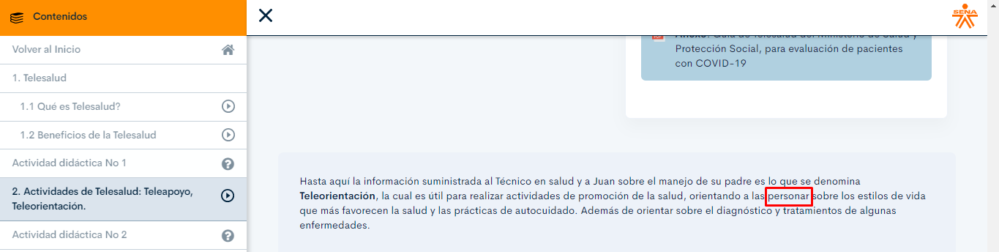 Contenidos
SENA
Volver al Inicio
1. Telesalud
1.1 Qué es Telesalud?
1.2 Beneficios de la Telesalud
Actividad didáctica No 1
2. Actividades de Telesalud: Teleapoyo,
Teleorientación.
Actividad didáctica No 2
Anexo: Guía de Telesalud del Ministerio de Salud y
Protección Social, para evaluación de pacientes
con COVID-19
Hasta aquí la información suministrada al Técnico en salud y a Juan sobre el manejo de su padre es lo que se denomina
Teleorientación, la cual es útil para realizar actividades de promoción de la salud, orientando a las personar sobre los estilos de vida
que más favorecen la salud y las prácticas de autocuidado. Además de orientar sobre el diagnóstico y tratamientos de algunas
enfermedades.